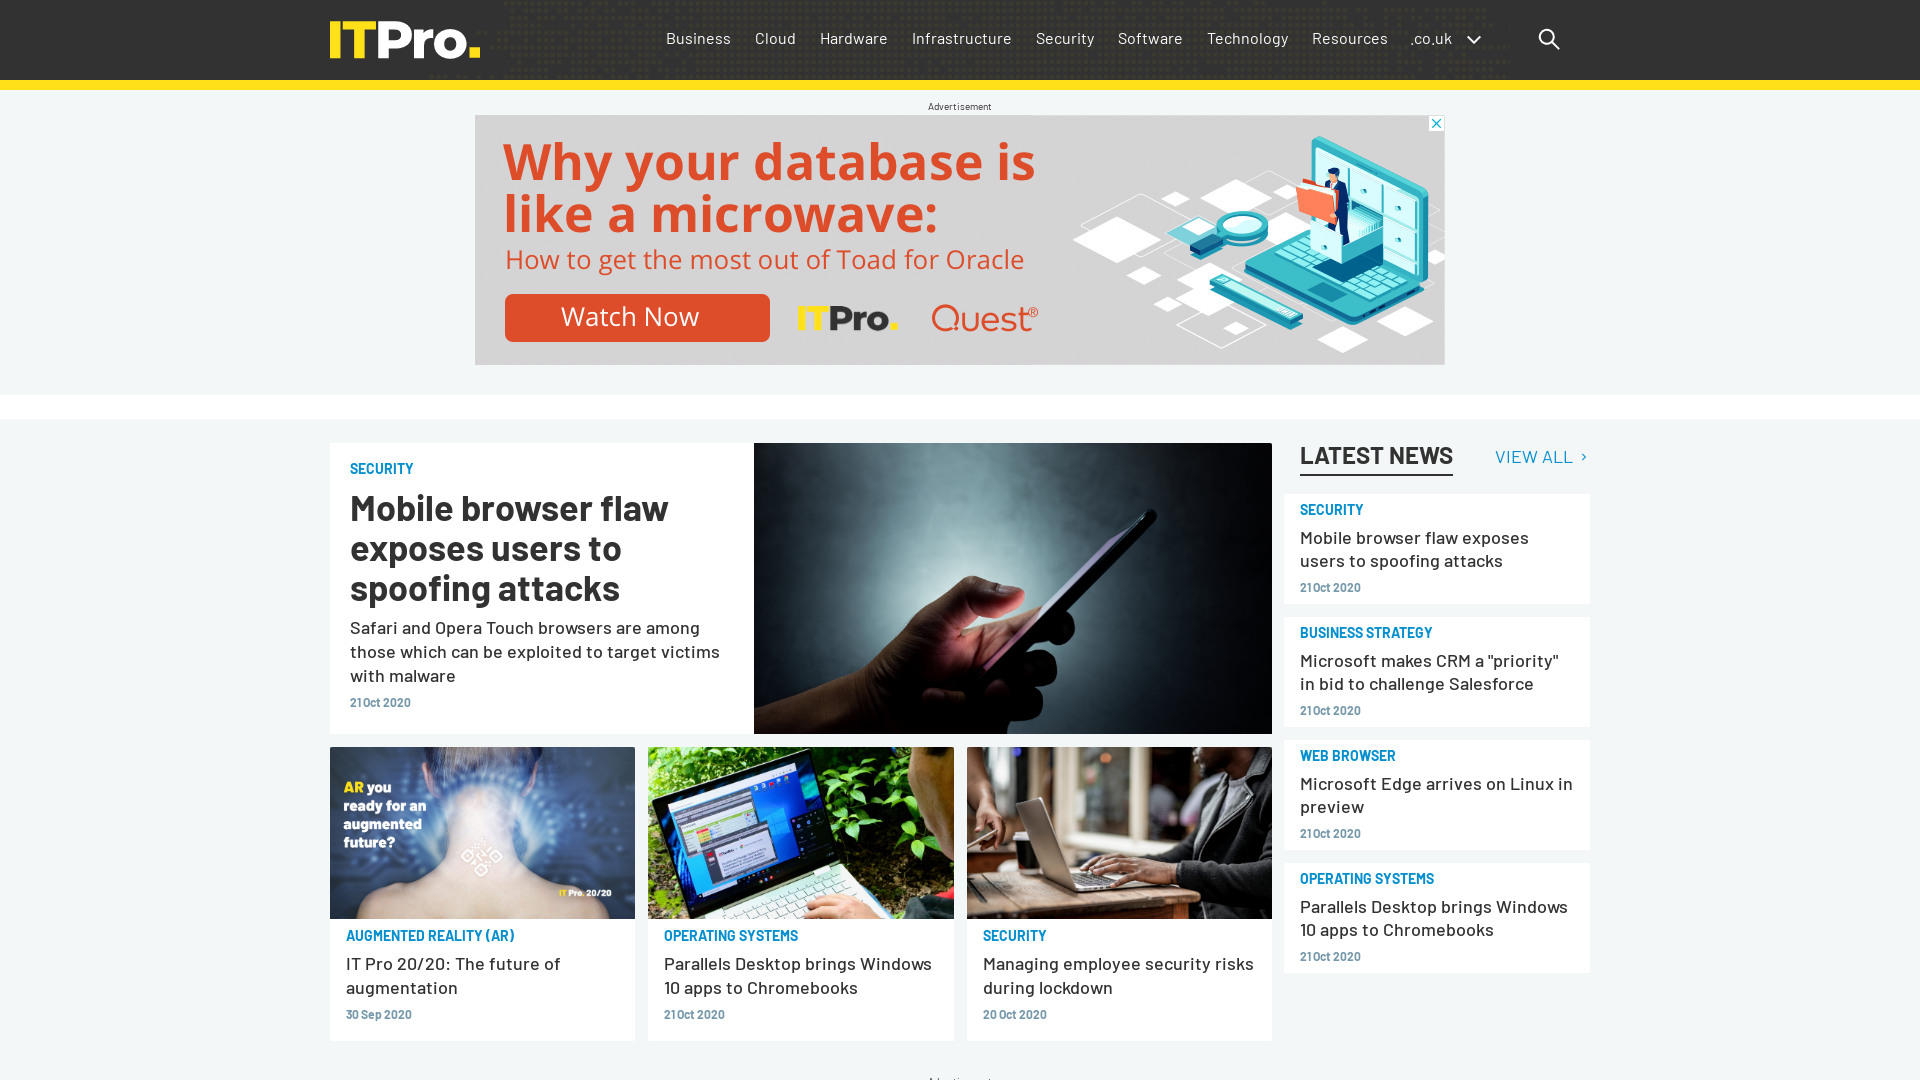 ITPro.
Business Cloud Hardware Infrastructure Security Software Technology Resources .co.uk
Advertisement
Why your database is
like a microwave:
How to get the most out of Toad for Oracle
Watch Now
ITPro.
Quest®
SECURITY
Mobile browser flaw
exposes users to
spoofing attacks
Safari and Opera Touch browsers are among
those which can be exploited to target victims
with malware
21 Oct 2020
AR you
ready for an
augmented
future?
IT Pro. 20/20
AUGMENTED REALITY (AR)
IT Pro 20/20: The future of
augmentation
30 Sep 2020
OPERATING SYSTEMS
Parallels Desktop brings Windows
10 apps to Chromebooks
21 Oct 2020
SECURITY
Managing employee security risks
during lockdown
20 Oct 2020
LATEST NEWS
VIEW ALL
SECURITY
Mobile browser flaw exposes
users to spoofing attacks
21 Oct 2020
BUSINESS STRATEGY
Microsoft makes CRM a "priority"
in bid to challenge Salesforce
21 Oct 2020
WEB BROWSER
Microsoft Edge arrives on Linux in
preview
21 Oct 2020
OPERATING SYSTEMS
Parallels Desktop brings Windows
10 apps to Chromebooks
21 Oct 2020